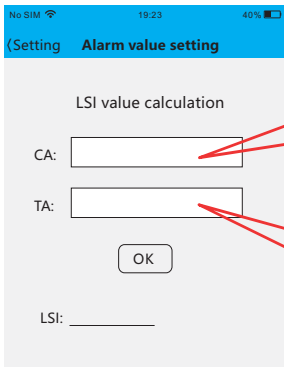 No SIM 19:23 40%
Setting Alarm value setting
LSI value calculation
CA:
TA:
OK
LSI: